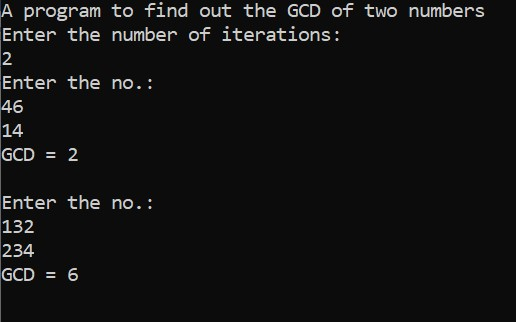 A program to find out the GCD of two numbers
Enter the number of iterations:
2
Enter the no.:
46
14
GCD = 2
Enter the no.:
132
234
GCD = 6